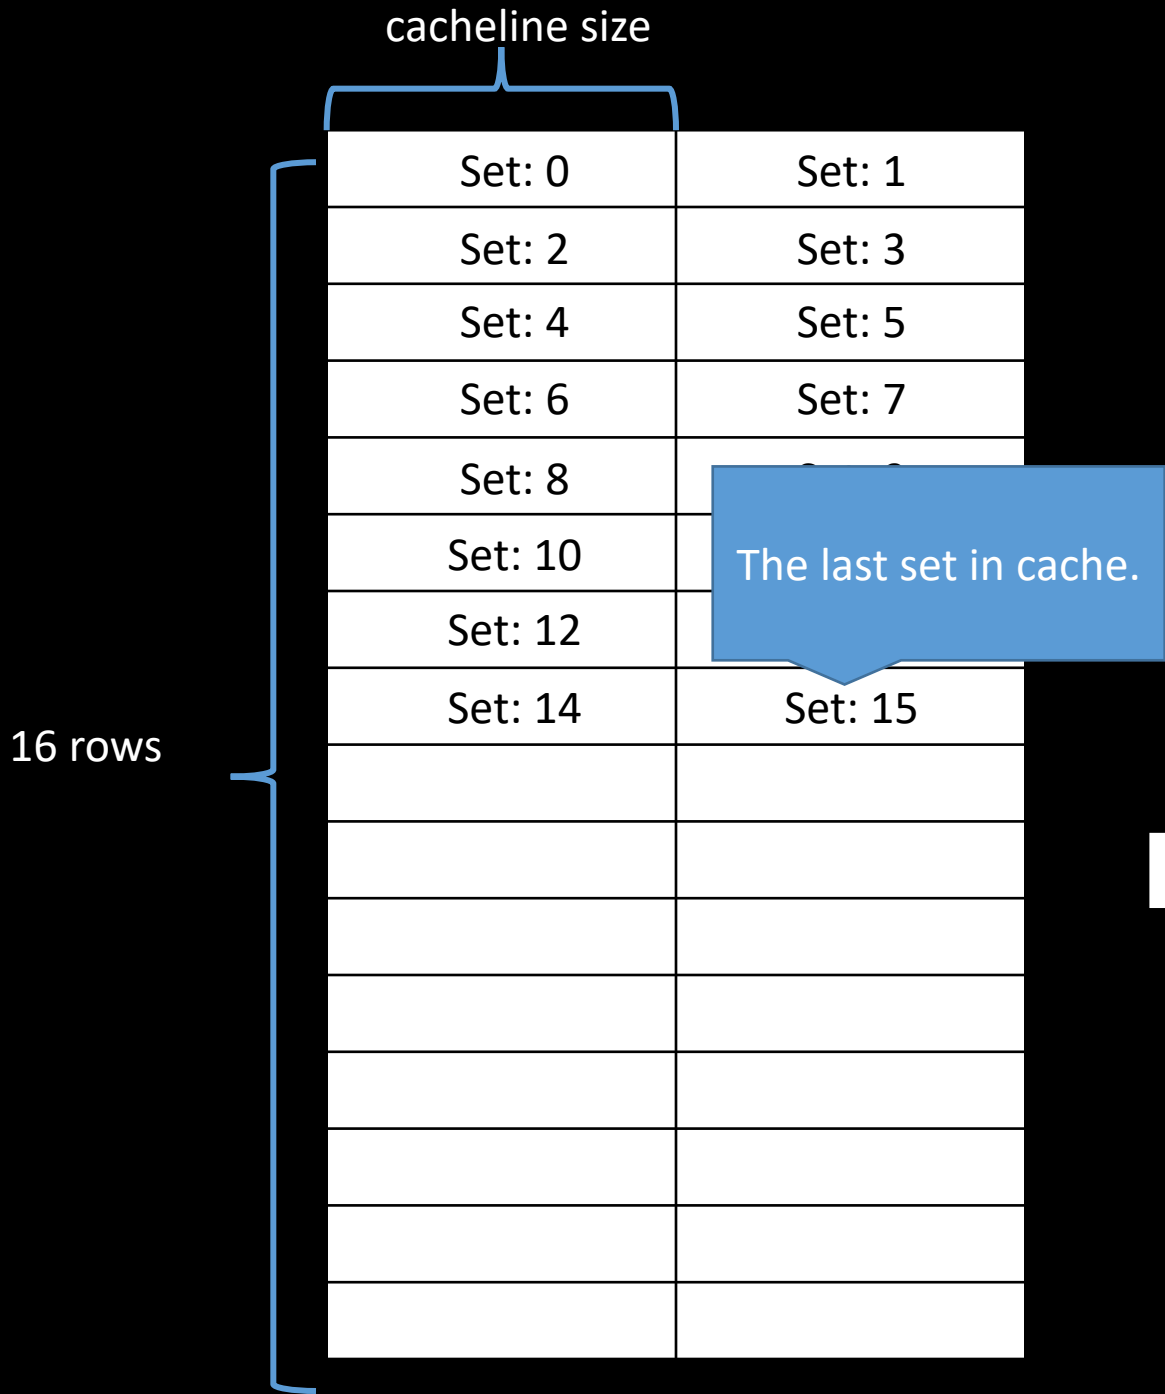 cacheline size
Set: 0 Set: 1
Set: 2 Set: 3
Set: 4 Set: 5
Set: 6 Set: 7
Set: 8
Set: 10
The last set in cache.
Set: 12
Set: 14 Set: 15
16 rows